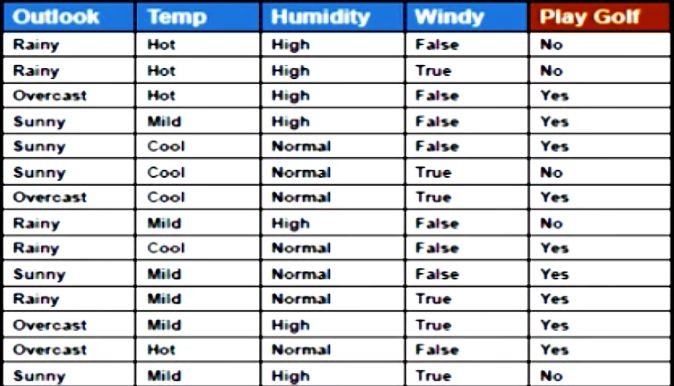 Outlook Temp Humidity Windy Play Golf
Rainy Hot High False No
Rainy Hot High True No
Overcast Hot High False Yes
Sunny Mild High False Yes
Sunny Cool Normal False Yes
Sunny Cool Normal True No
Overcast Cool Normal True Yes
Rainy Mild High False No
Rainy Cool Normal False Yes
Sunny Mild Normal False Yes
Rainy Mild Normal True Yes
Overcast Mild High True Yes
Overcast Hot Normal False Yes
Sunny Mild High True No